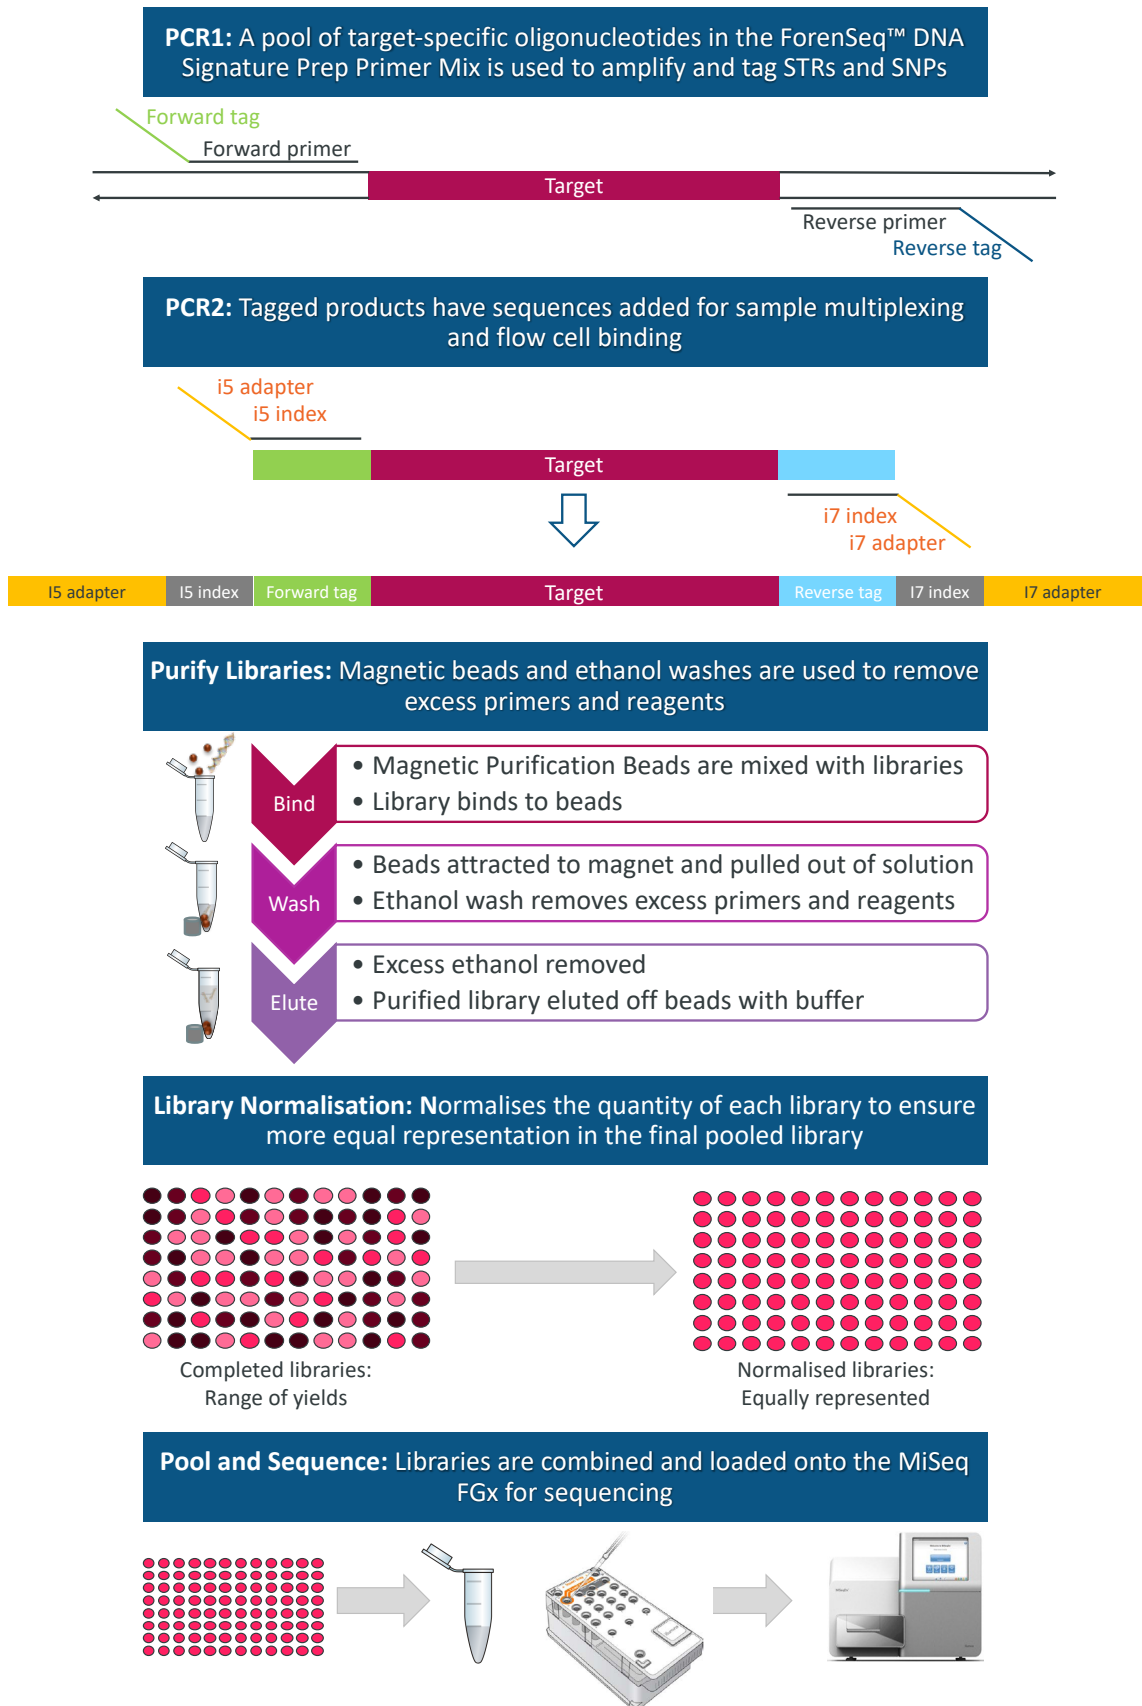 PCR1: A pool of target-specific oligonucleotides in the ForenSeq™ DNA
Signature Prep Primer Mix is used to amplify and tag STRs and SNPs
Forward tag
Forward primer
Target
Reverse primer
Reverse tag
PCR2: Tagged products have sequences added for sample multiplexing
and flow cell binding
i5 adapter
i5 index
Target
i7 index
i7 adapter
I5 adapter
I5 index
Forward tag
Target
Reverse tag
I7 index
I7 adapter
Purify Libraries: Magnetic beads and ethanol washes are used to remove
excess primers and reagents
Bind
• Magnetic Purification Beads are mixed with libraries
• Library binds to beads
Wash
• Beads attracted to magnet and pulled out of solution
• Ethanol wash removes excess primers and reagents
Elute
• Excess ethanol removed
• Purified library eluted off beads with buffer
Library Normalisation: Normalises the quantity of each library to ensure
more equal representation in the final pooled library
Completed libraries:
Range of yields
Normalised libraries:
Equally represented
Pool and Sequence: Libraries are combined and loaded onto the MiSeq
FGx for sequencing